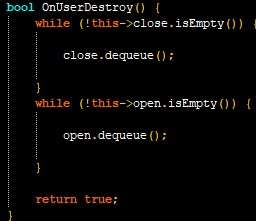 bool OnUserDestroy() {
while (!this->close.isEmpty()) {
close.dequeue();
}
while (!this->open.isEmpty()) {
open.dequeue();
}
return true;
}